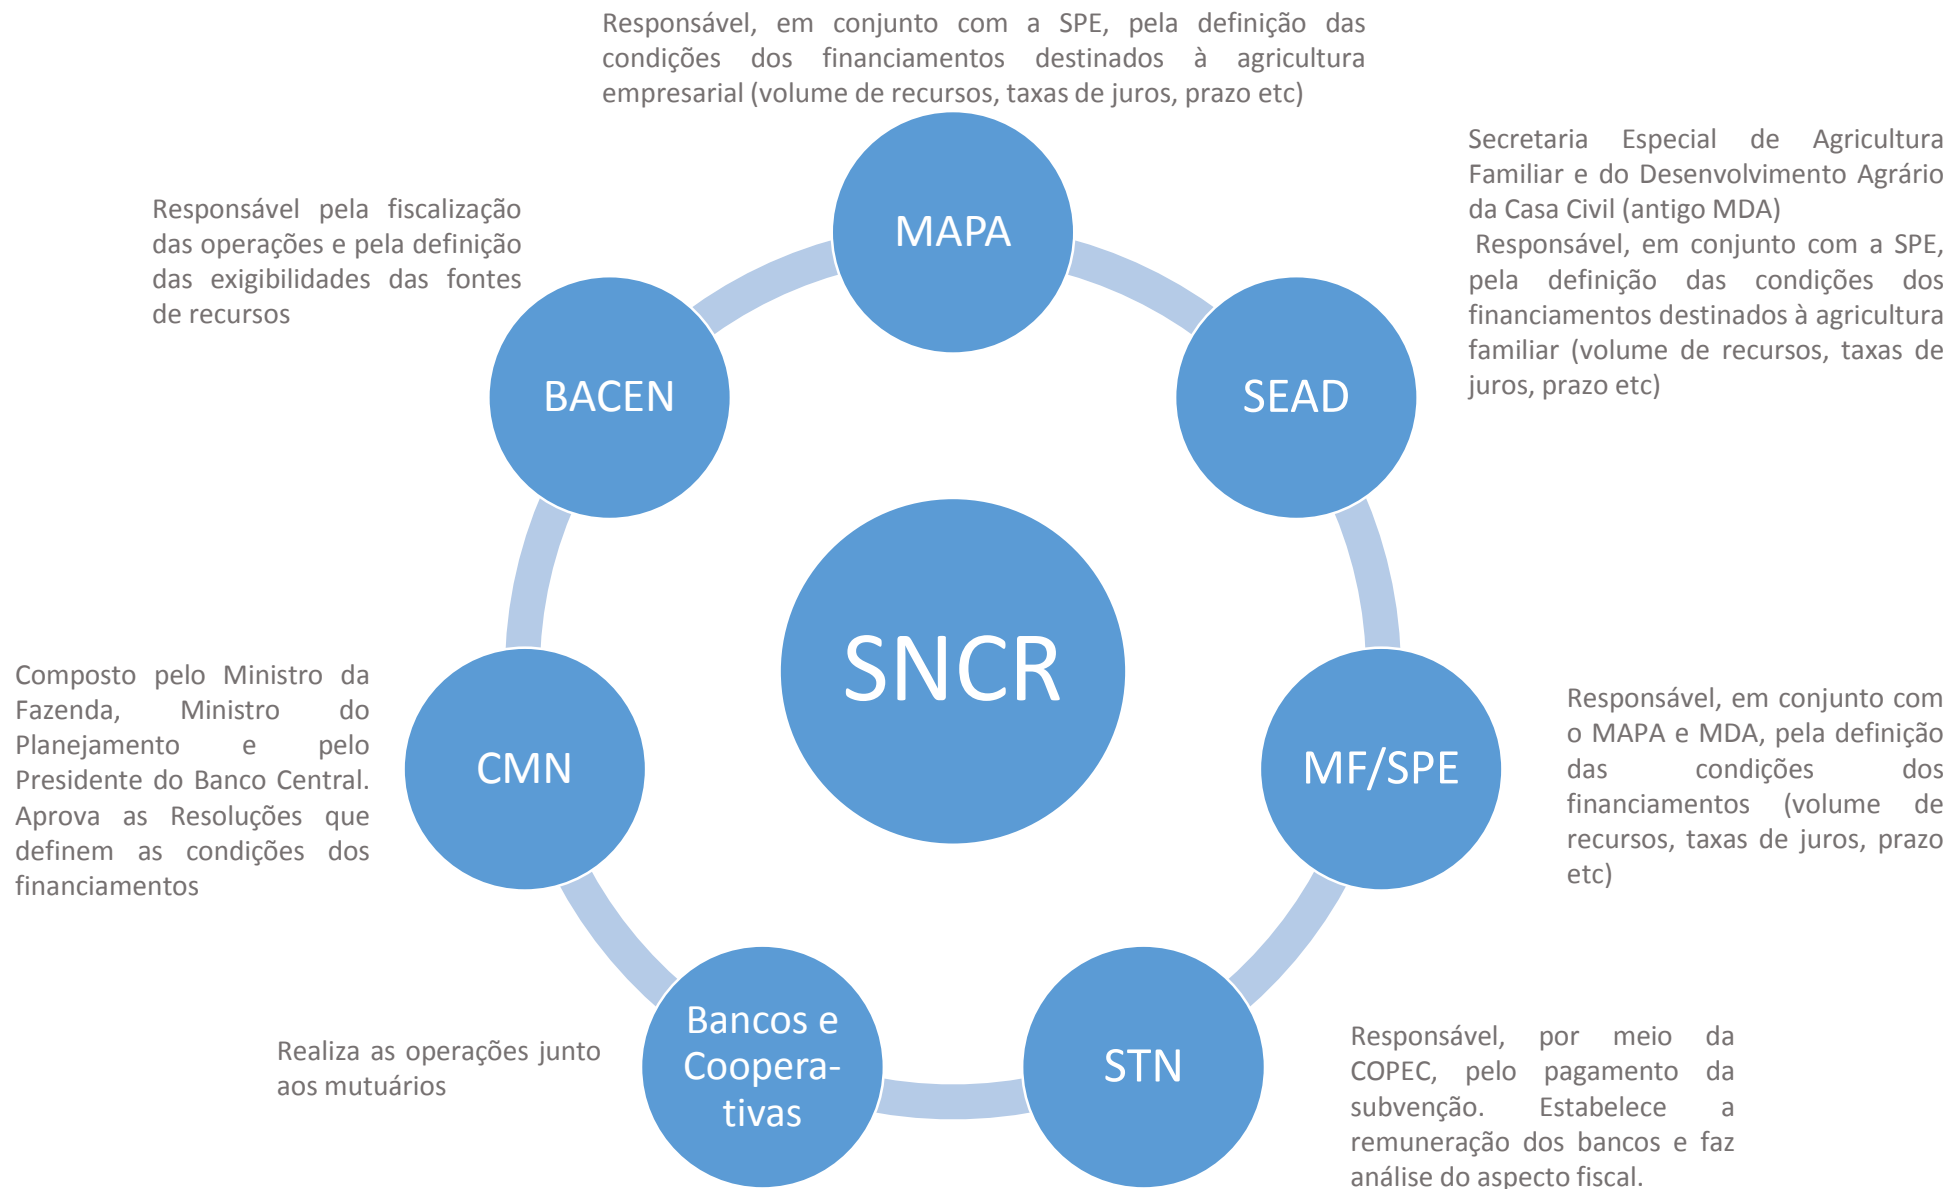 Responsável, em conjunto com a SPE, pela definição das
condições dos financiamentos destinados à agricultura
empresarial (volume de recursos, taxas de juros, prazo etc)
MAPA
Secretaria Especial de Agricultura
Familiar e do Desenvolvimento Agrário
da Casa Civil (antigo MDA)
Responsável, em conjunto com a SPE,
pela definição das condições dos
financiamentos destinados à agricultura
familiar (volume de recursos, taxas de
juros, prazo etc)
SEAD
Responsável pela fiscalização
das operações e pela definição
das exigibilidades das fontes
de recursos
BACEN
SNCR
Composto pelo Ministro da
Fazenda, Ministro do
Planejamento e pelo
Presidente do Banco Central.
Aprova as Resoluções que
definem as condições dos
financiamentos
CMN
MF/SPE
Responsável, em conjunto com
o MAPA e MDA, pela definição
das condições dos
financiamentos (volume de
recursos, taxas de juros, prazo
etc)
Realiza as operações junto
aos mutuários
Bancos e
Coopera-
tivas
STN
Responsável, por meio da
COPEC, pelo pagamento da
subvenção. Estabelece a
remuneração dos bancos e faz
análise do aspecto fiscal.